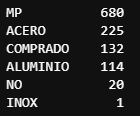 MP 680
ACERO 225
COMPRADO 132
ALUMINIO 114
NO 20
INOX 1